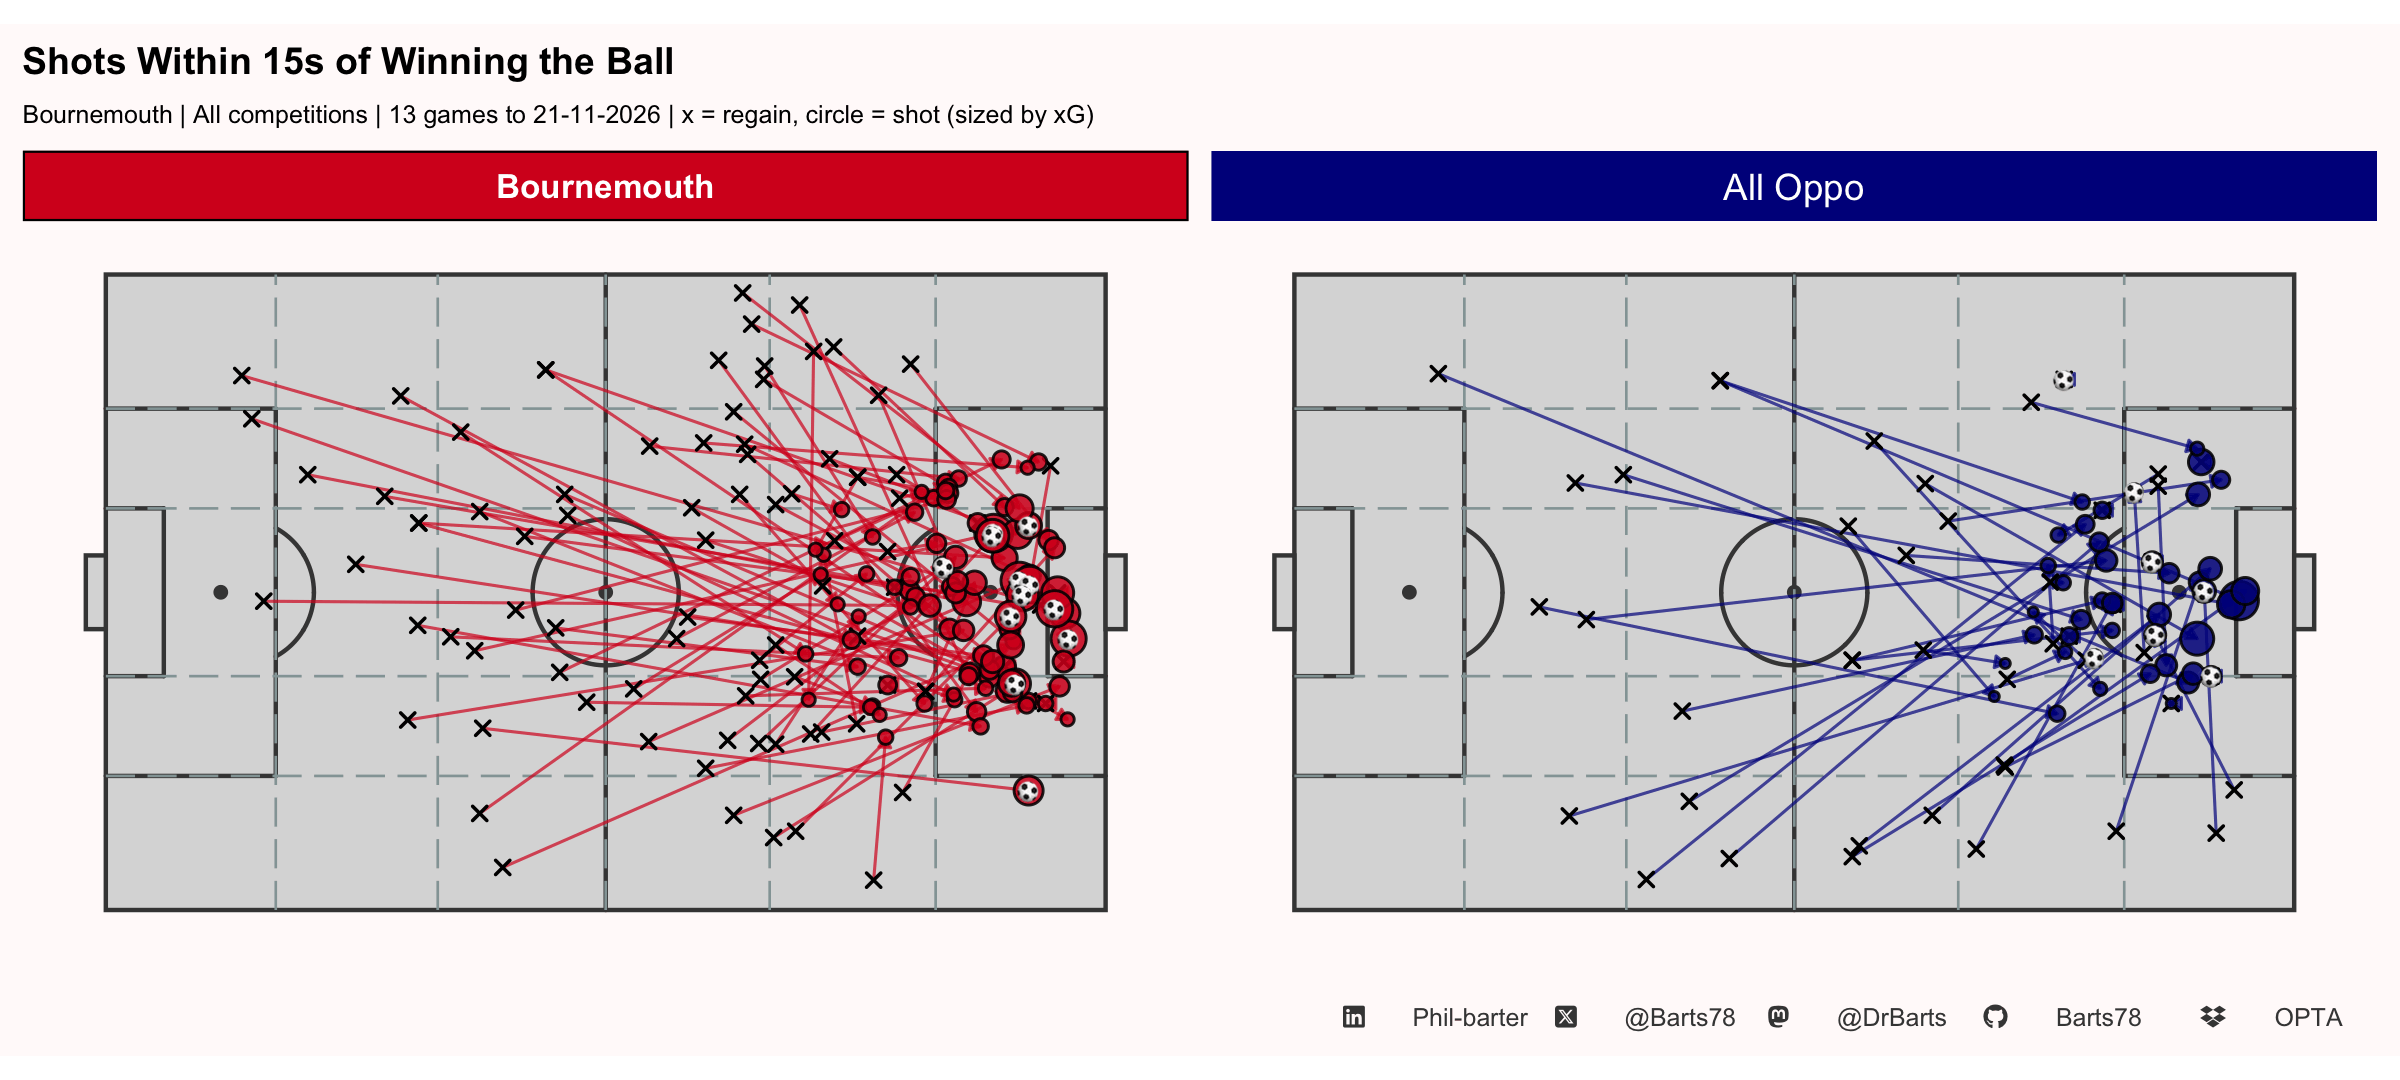 Shots Within 15s of Winning the Ball
Bournemouth | All competitions | 13 games to 21-11-2026 | x = regain, circle = shot (sized by xG)
Bournemouth
All Oppo
Phil-barter @Barts78 @DrBarts Barts78 OPTA